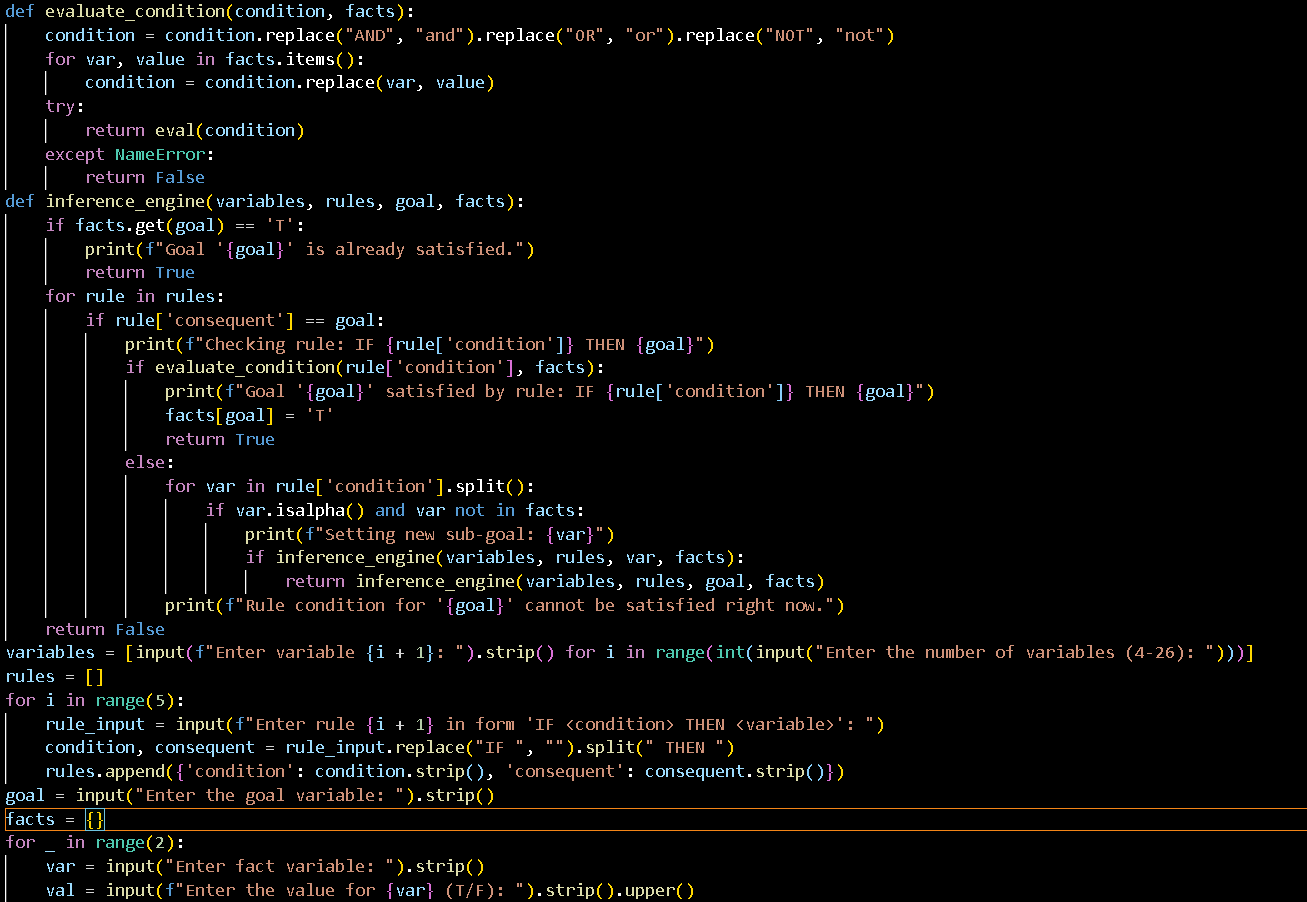 def evaluate_condition(condition, facts):
    condition = condition.replace("AND", "and").replace("OR", "or").replace("NOT", "not")
    for var, value in facts.items():
        condition = condition.replace(var, value)
    try:
        return eval(condition)
    except NameError:
        return False
def inference_engine(variables, rules, goal, facts):
    if facts.get(goal) == 'T':
        print(f"Goal '{goal}' is already satisfied.")
        return True
    for rule in rules:
        if rule['consequent'] == goal:
            print(f"Checking rule: IF {rule['condition']} THEN {goal}")
            if evaluate_condition(rule['condition'], facts):
                print(f"Goal '{goal}' satisfied by rule: IF {rule['condition']} THEN {goal}")
                facts[goal] = 'T'
                return True
            else:
                for var in rule['condition'].split():
                    if var.isalpha() and var not in facts:
                        print(f"Setting new sub-goal: {var}")
                        if inference_engine(variables, rules, var, facts):
                            return inference_engine(variables, rules, goal, facts)
                print(f"Rule condition for '{goal}' cannot be satisfied right now.")
    return False
variables = [input(f"Enter variable {i + 1}: ").strip() for i in range(int(input("Enter the number of variables (4-26): ")))]
rules = []
for i in range(5):
    rule_input = input(f"Enter rule {i + 1} in form 'IF <condition> THEN <variable>': ")
    condition, consequent = rule_input.replace("IF ", "").split(" THEN ")
    rules.append({'condition': condition.strip(), 'consequent': consequent.strip()})
goal = input("Enter the goal variable: ").strip()
facts = {}
for _ in range(2):
    var = input("Enter fact variable: ").strip()
    val = input(f"Enter the value for {var} (T/F): ").strip().upper()